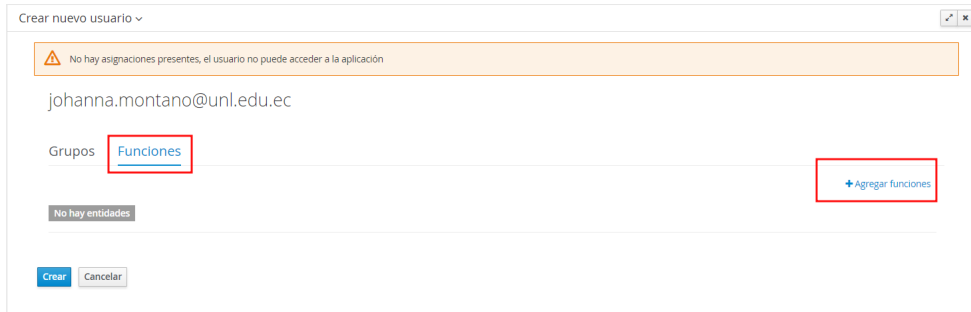 Crear nuevo usuario
No hay asignaciones presentes, el usuario no puede acceder a la aplicación
johanna.montano@unl.edu.ec
Grupos Funciones
+ Agregar funciones
No hay entidades
Crear Cancelar